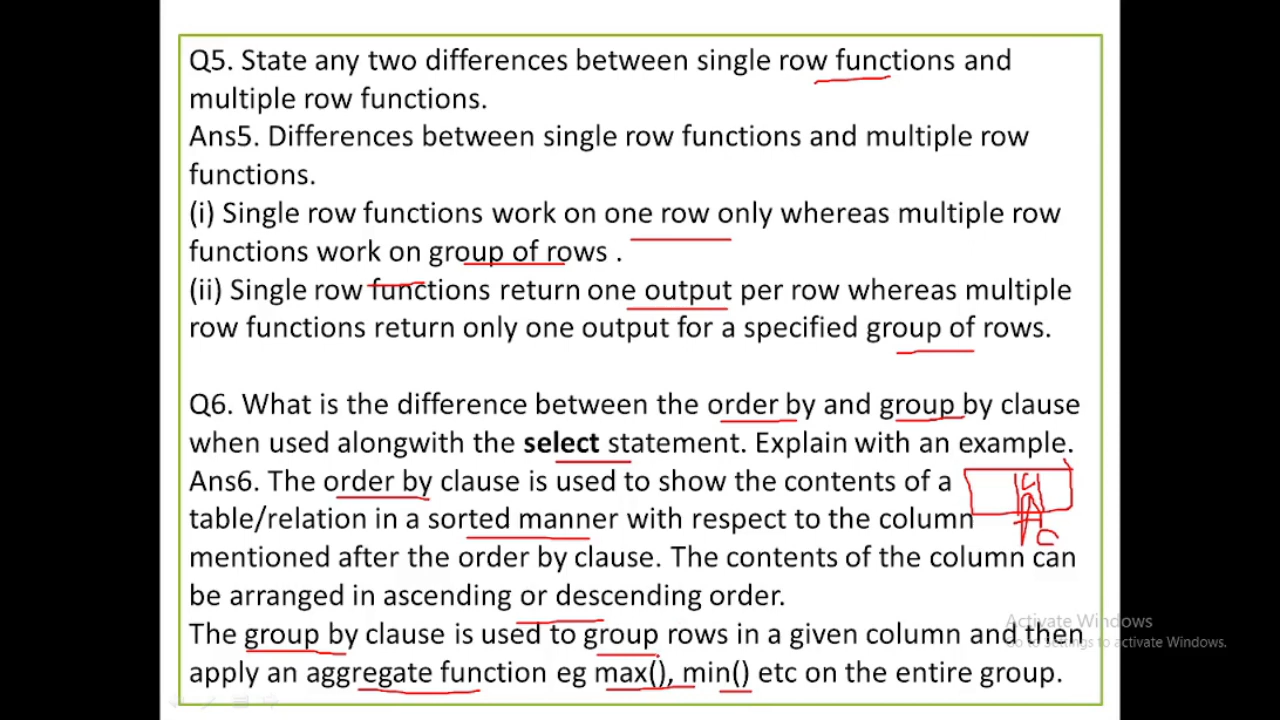 Q5. State any two differences between single row functions and
multiple row functions.
Ans5. Differences between single row functions and multiple row
functions.
(i) Single row functions work on one row only whereas multiple row
functions work on group of rows .
(ii) Single row functions return one output per row whereas multiple
row functions return only one output for a specified group of rows.
Q6. What is the difference between the order by and group by clause
when used alongwith the select statement. Explain with an example.
Ans6. The order by clause is used to show the contents of a
table/relation in a sorted manner with respect to the column
mentioned after the order by clause. The contents of the column can
be arranged in ascending or descending order.
The group by clause is used to group rows in a given column and then
apply an aggregate function eg max(), min() etc on the entire group.
Activate Windows
Go to Settings to activate Windows.